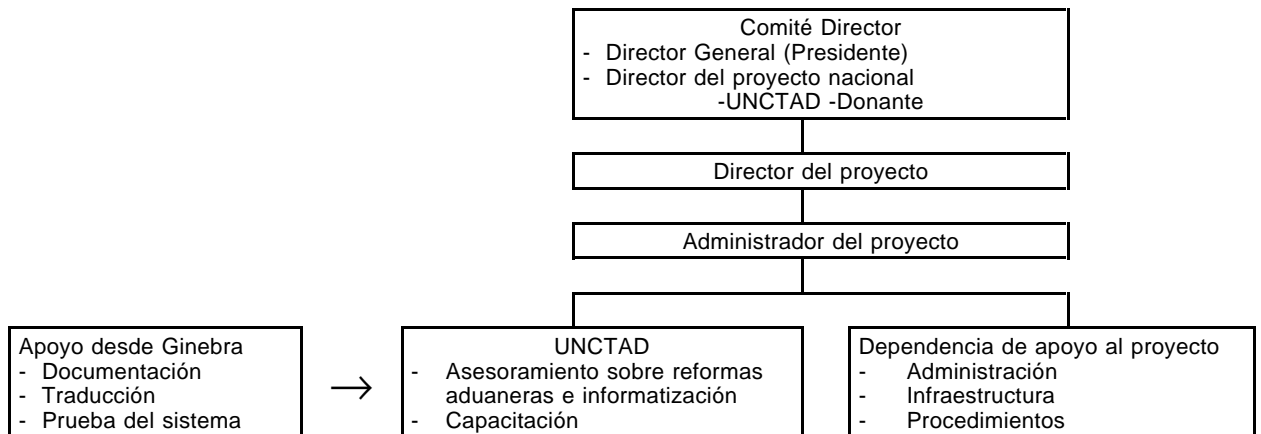 Comité Director
- Director General (Presidente)
- Director del proyecto nacional
-UNCTAD -Donante
Director del proyecto
Administrador del proyecto
Apoyo desde Ginebra
- Documentación
- Traducción
- Prueba del sistema
UNCTAD
- Asesoramiento sobre reformas
aduaneras e informatización
- Capacitación
Dependencia de apoyo al proyecto
- Administración
- Infraestructura
- Procedimientos